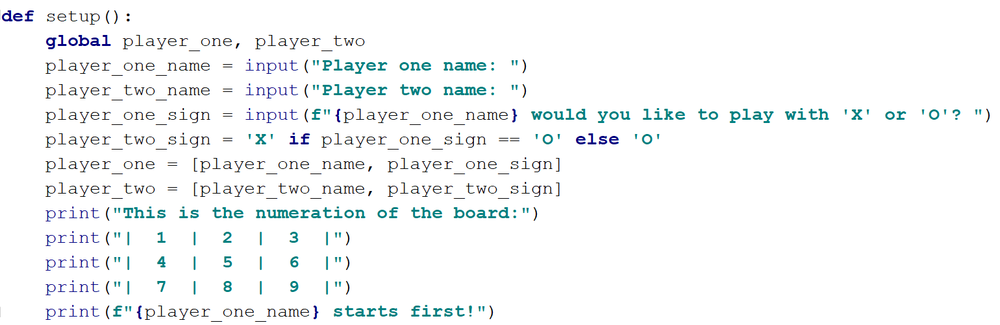 def setup():
    global player_one, player_two
    player_one_name = input("Player one name: ")
    player_two_name = input("Player two name: ")
    player_one_sign = input(f"{player_one_name} would you like to play with 'X' or 'O'? ")
    player_two_sign = 'X' if player_one_sign == 'O' else 'O'
    player_one = [player_one_name, player_one_sign]
    player_two = [player_two_name, player_two_sign]
    print("This is the numeration of the board:")
    print("|  1  |  2  |  3  |")
    print("|  4  |  5  |  6  |")
    print("|  7  |  8  |  9  |")
    print(f"{player_one_name} starts first!")